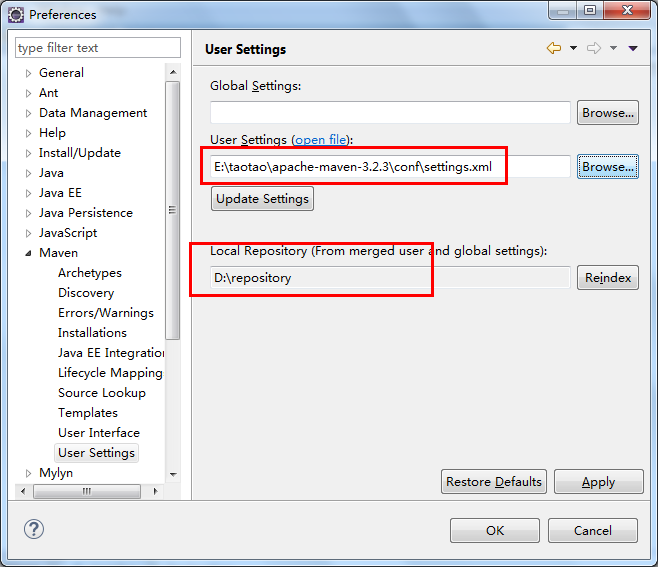 Preferences
type filter text
General
Ant
Data Management
Help
Install/Update
Java
Java EE
Java Persistence
JavaScript
Maven
Archetypes
Discovery
Errors/Warnings
Installations
Java EE Integration
Lifecycle Mapping
Source Lookup
Templates
User Interface
User Settings
Mylyn
User Settings
Global Settings:
Browse...
User Settings (open file):
E:\taotao\apache-maven-3.2.3\conf\settings.xml
Browse...
Update Settings
Local Repository (From merged user and global settings):
D:\repository
Reindex
Restore Defaults
Apply
OK
Cancel